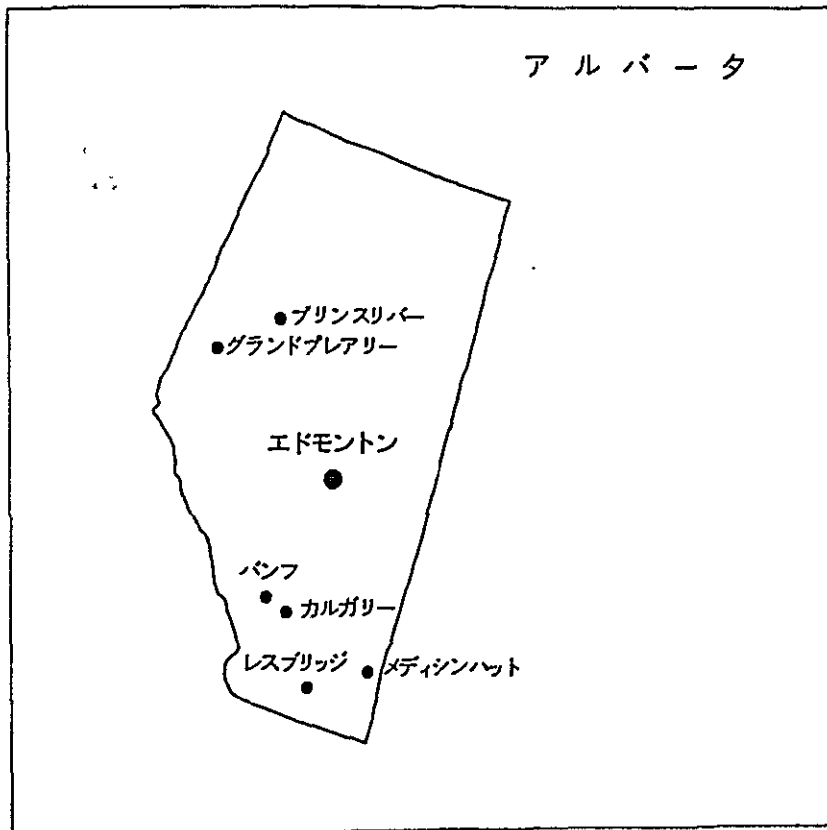 アルバータ
プリンスリバー
グランドプレアリー
エドモントン
バンフ
カルガリー
レスブリッジ
メディシンハット